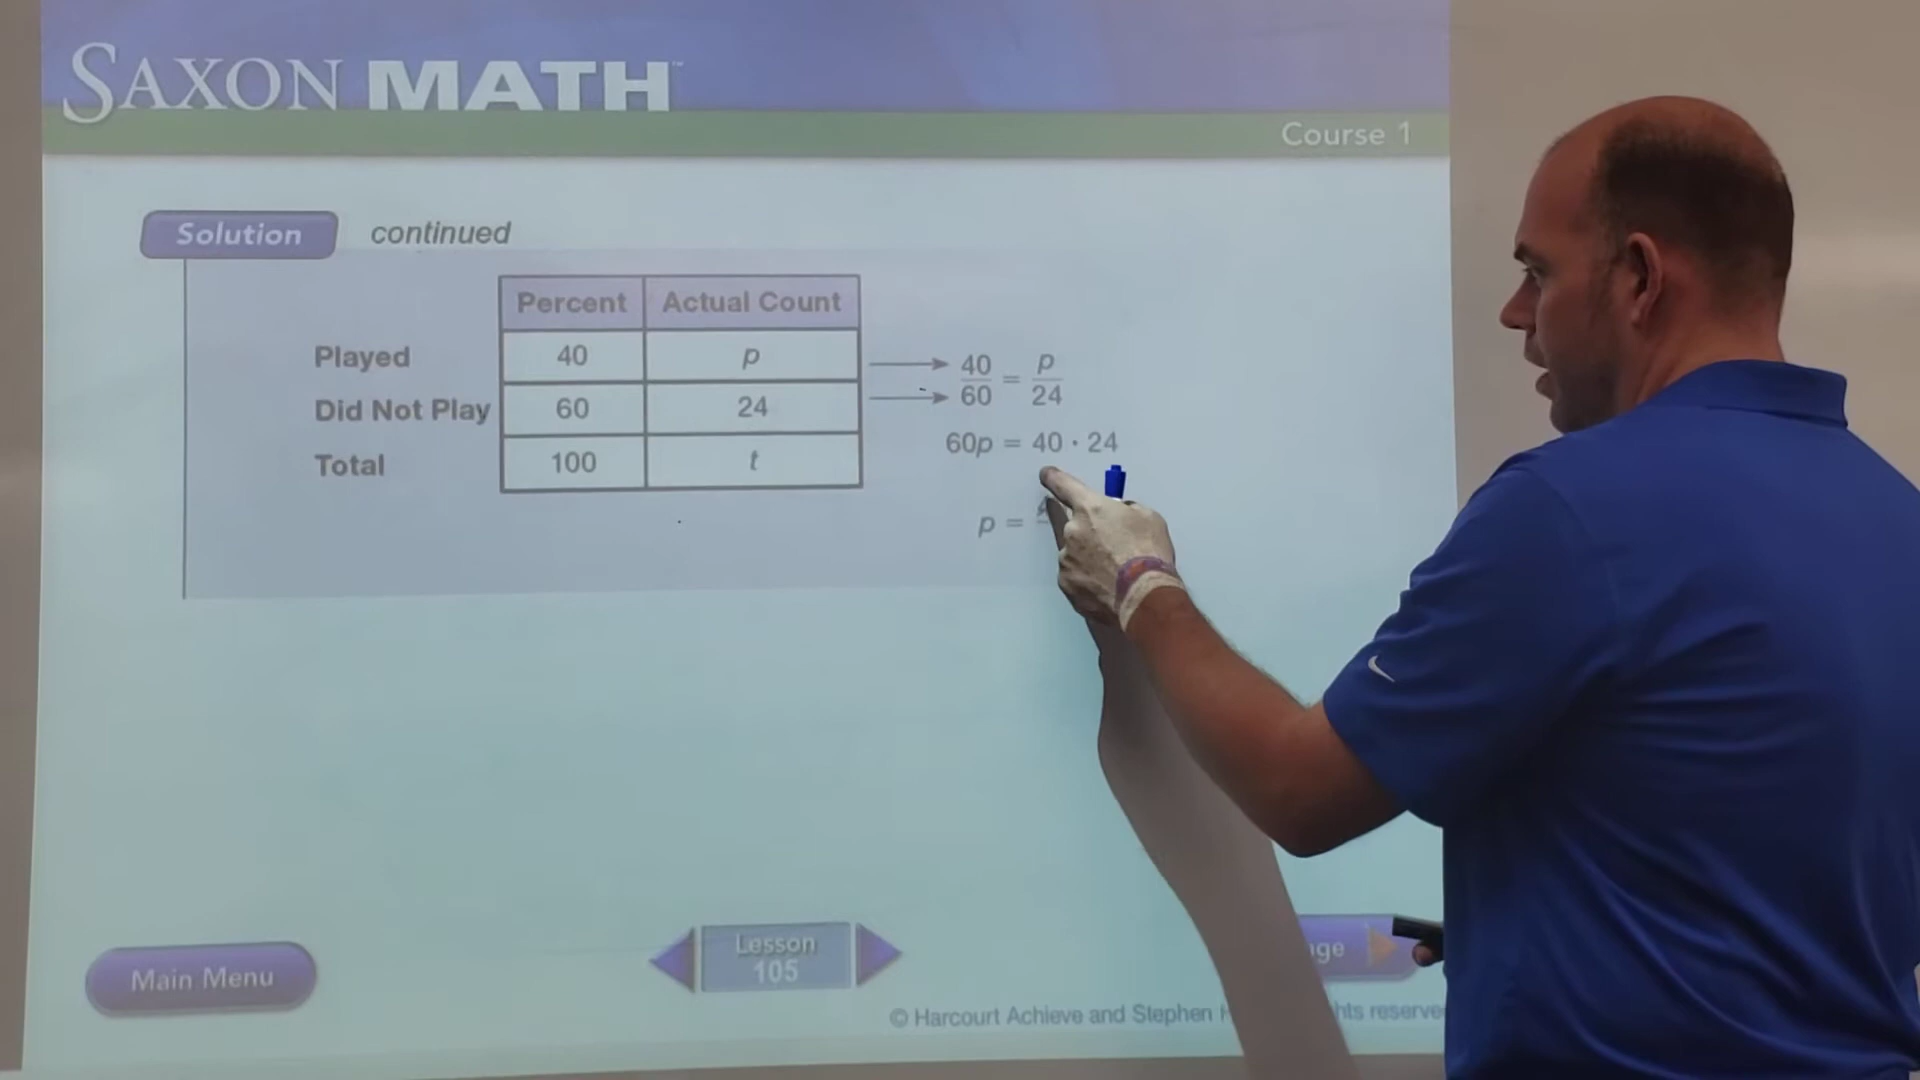 SAXON MATH™
Course 1
Solution continued
Percent Actual Count
Played 40 p
Did Not Play 60 24
Total 100 t
40/60 = p/24
60p = 40 · 24
p =
Main Menu
Lesson
105
© Harcourt Achieve and Stephen